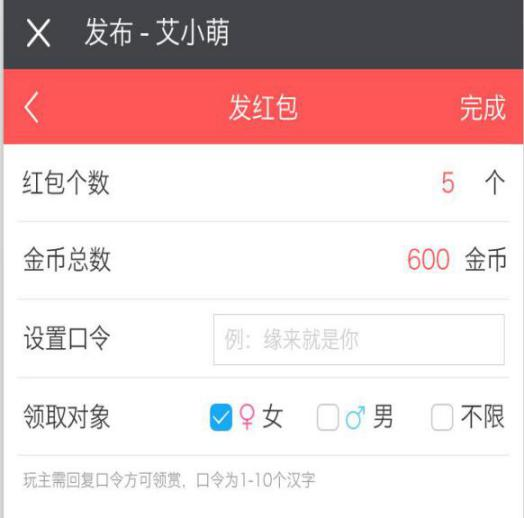 发布 - 艾小萌
发红包 完成
红包个数 5 个
金币总数 600 金币
设置口令 例：缘来就是你
领取对象 ♀女 ♂男 不限
玩主需回复口令方可领赏，口令为1-10个汉字